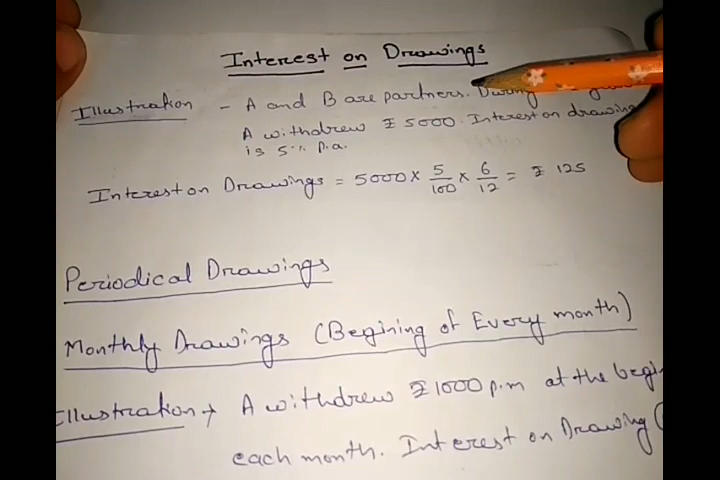 Interest on Drawings
Illustration - A and B are partners. During
A withdrew ₹ 5000. Interest on drawing
is 5% p.a.
Interest on Drawings = 5000 × 5/100 × 6/12 = ₹ 125
Periodical Drawings
Monthly Drawings (Begining of Every month)
Illustration → A withdrew ₹ 1000 p.m at the begin
each month. Interest on Drawing (